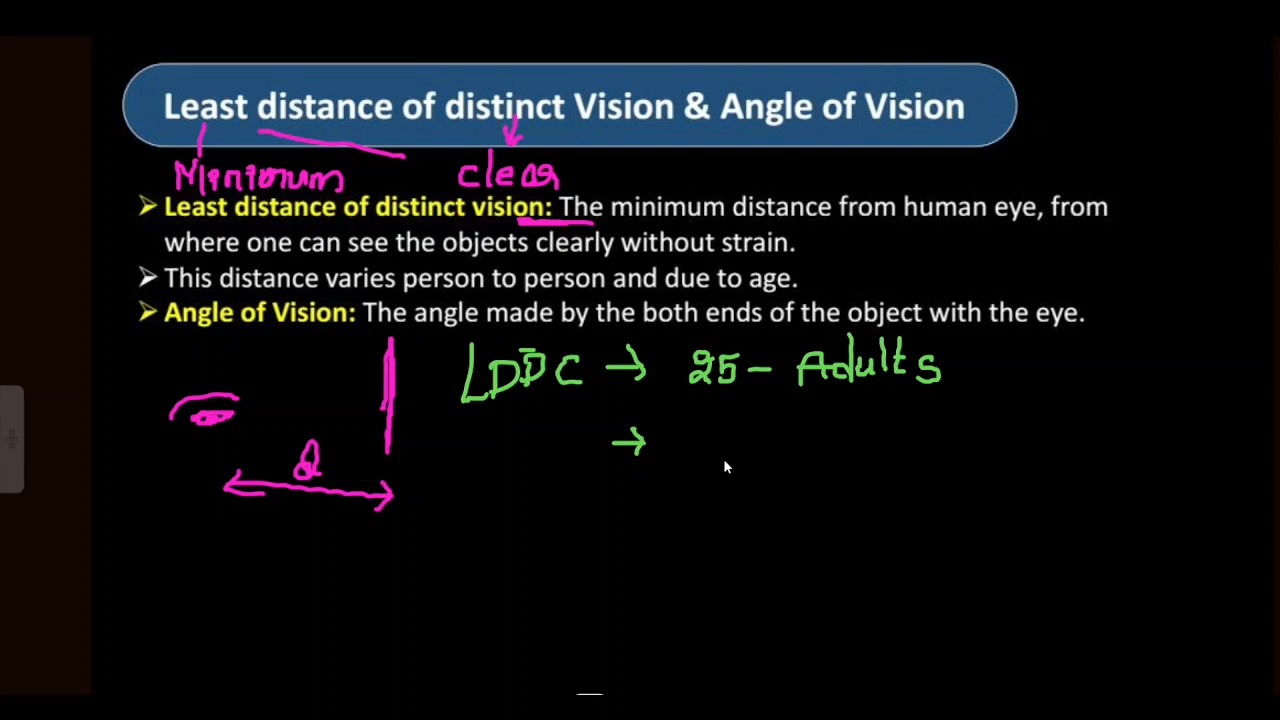 Least distance of distinct Vision & Angle of Vision
Minimum clear
➢ Least distance of distinct vision: The minimum distance from human eye, from
where one can see the objects clearly without strain.
➢ This distance varies person to person and due to age.
➢ Angle of Vision: The angle made by the both ends of the object with the eye.
LDDC → 25 - Adults
→
d